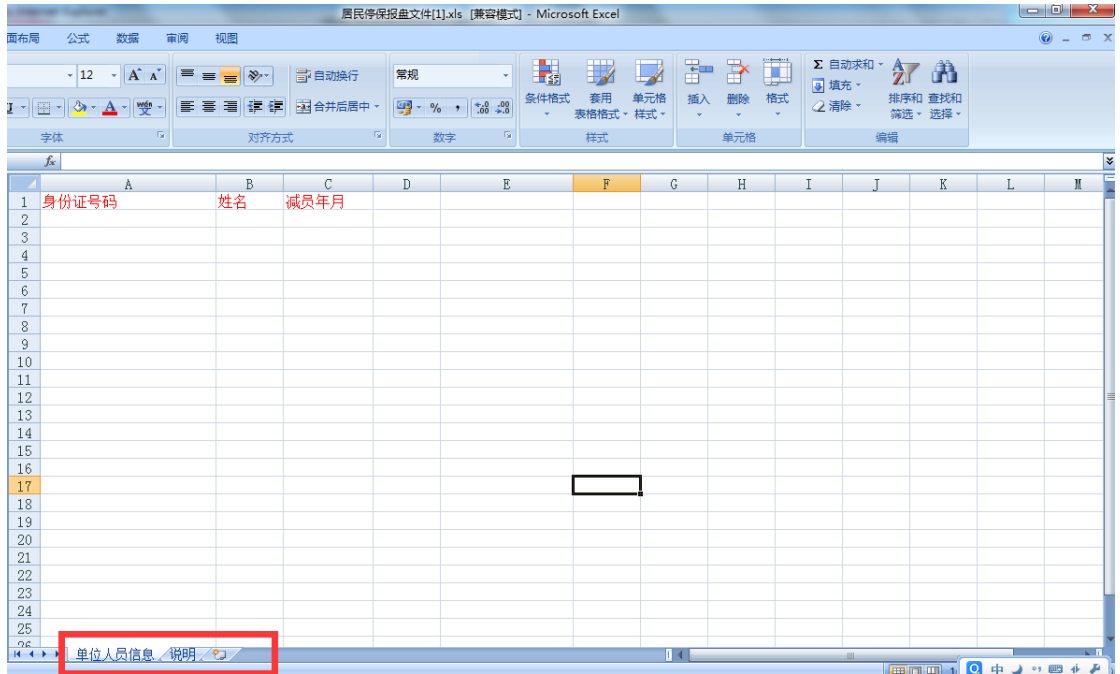 居民停保报盘文件[1].xls [兼容模式] - Microsoft Excel
面布局 公式 数据 审阅 视图
12 A A 自动换行 常规 条件格式 套用 表格格式 单元格 样式 插入 删除 格式 Σ 自动求和 填充 清除 排序和 筛选 查找和 选择
U A wén 文 合并后居中 % , .0 .00 .00 .0
字体 对齐方式 数字 样式 单元格 编辑
fx
A B C D E F G H I J K L M
1 身份证号码 姓名 减员年月
2
3
4
5
6
7
8
9
10
11
12
13
14
15
16
17
18
19
20
21
22
23
24
25
26
单位人员信息 说明
中